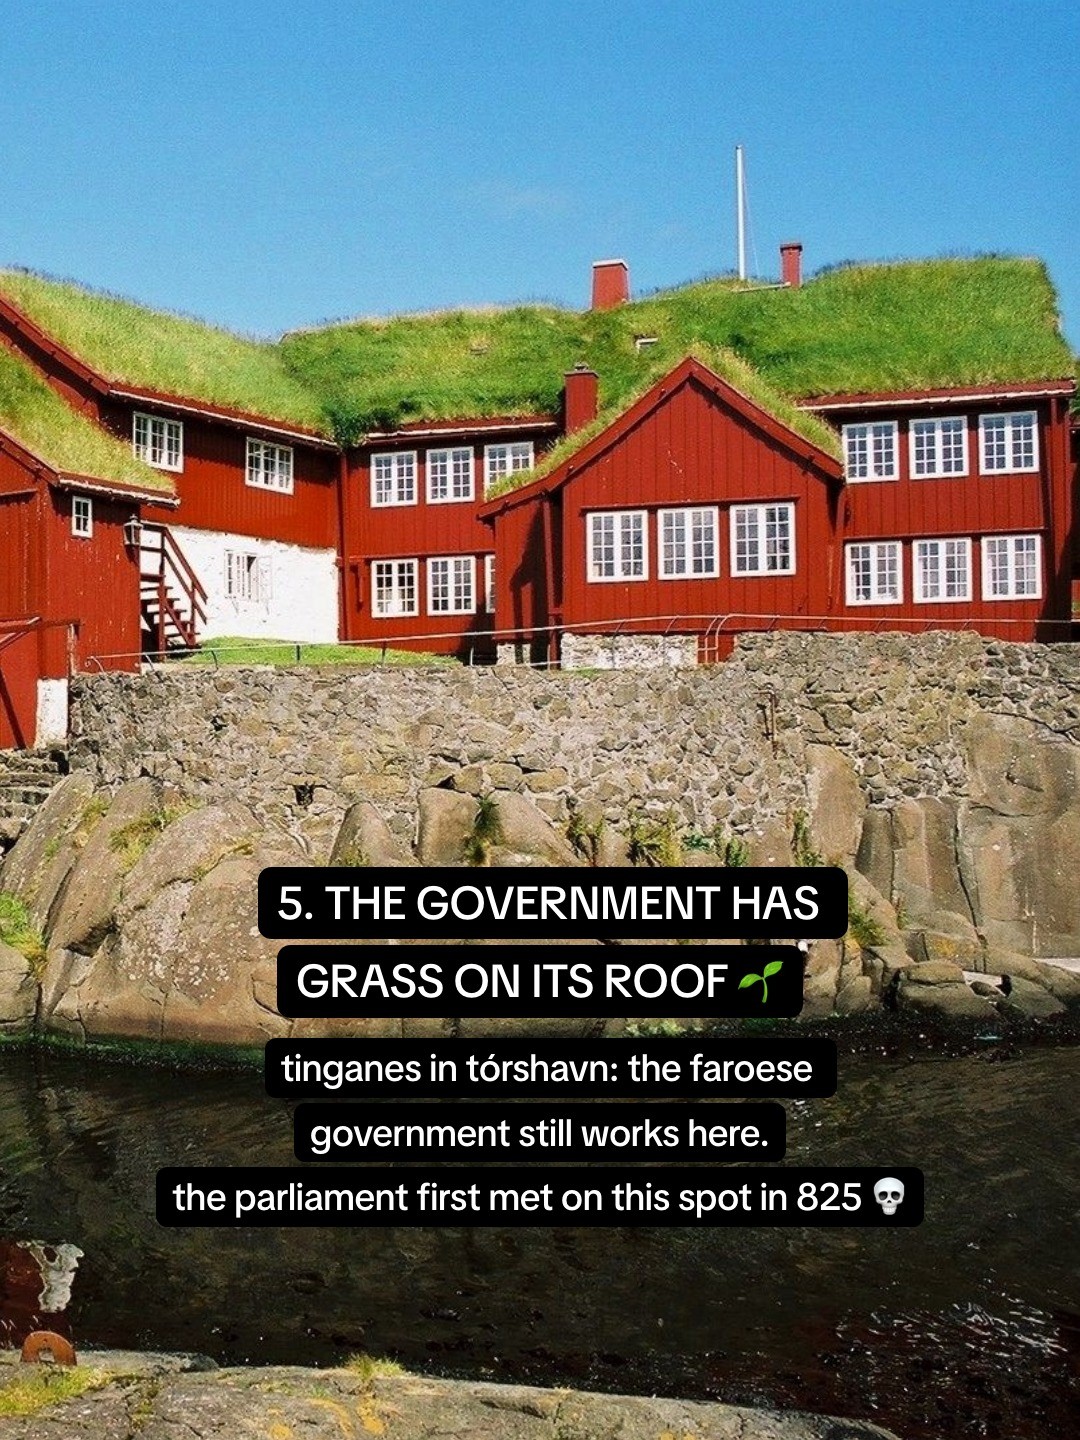 5. THE GOVERNMENT HAS
GRASS ON ITS ROOF 🌱
tinganes in tórshavn: the faroese
government still works here.
the parliament first met on this spot in 825 💀